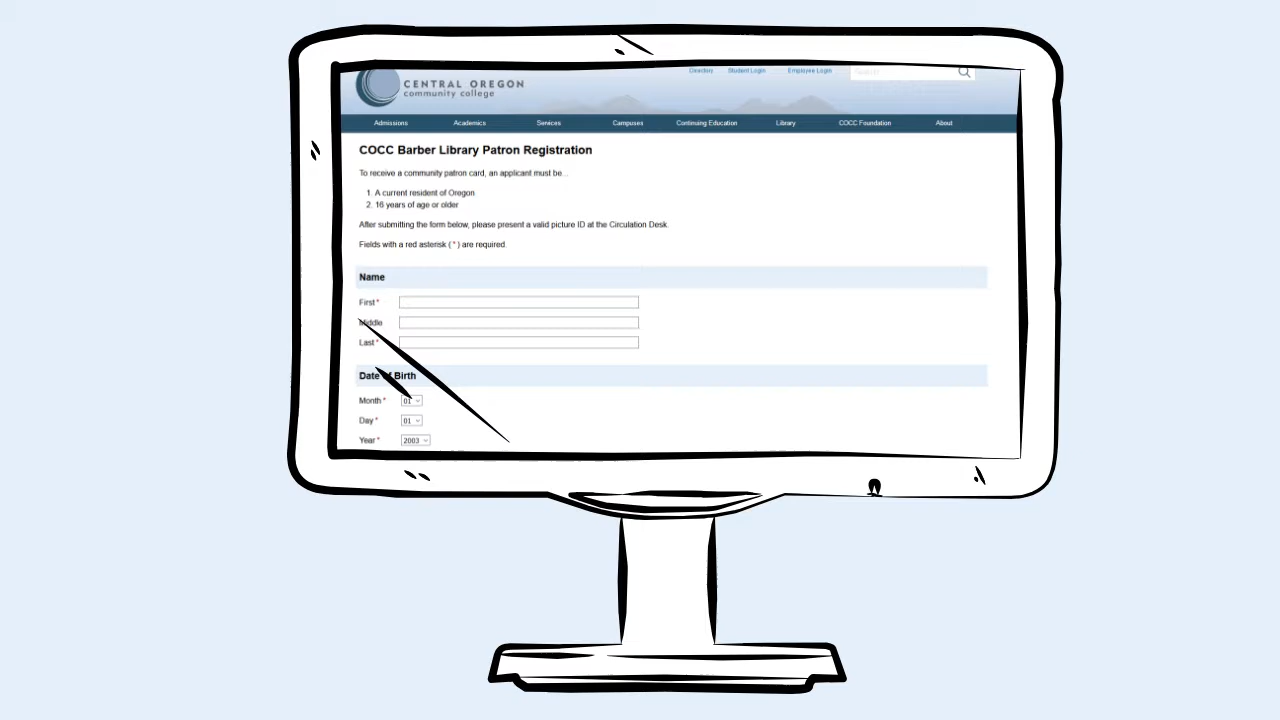 Directory Student Login Employee Login Search
CENTRAL OREGON
community college
Admissions Academics Services Campuses Continuing Education Library COCC Foundation About
COCC Barber Library Patron Registration
To receive a community patron card, an applicant must be...
1. A current resident of Oregon
2. 16 years of age or older
After submitting the form below, please present a valid picture ID at the Circulation Desk.
Fields with a red asterisk ( * ) are required.
Name
First *
Middle
Last *
Date of Birth
Month * 01
Day * 01
Year * 2003